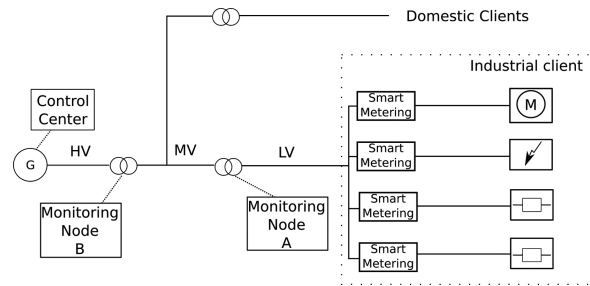 Domestic Clients
Industrial client
Control
Center
G
HV
MV
LV
Monitoring
Node
B
Monitoring
Node
A
Smart
Metering
M
Smart
Metering
Smart
Metering
Smart
Metering